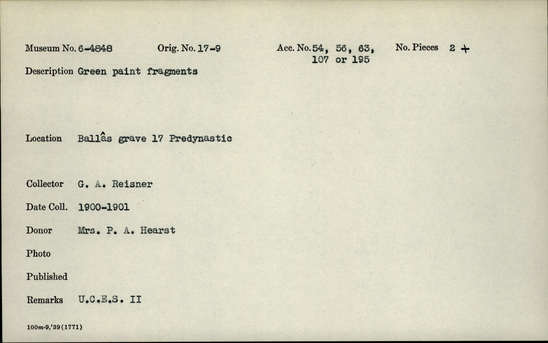 Museum No. 6-4848 Orig. No. 17-9 Acc. No. 54, 56, 63, No. Pieces 2 +
107 or 195
Description Green paint fragments
Location Ballâs grave 17 Predynastic
Collector G. A. Reisner
Date Coll. 1900-1901
Donor Mrs. P. A. Hearst
Photo
Published
Remarks U.C.E.S. II
100m-9,'39(1771)